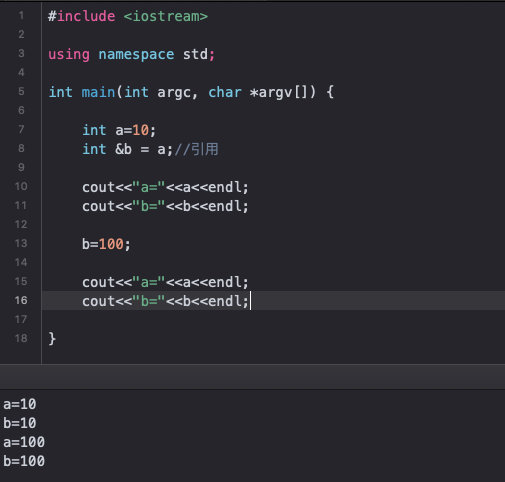 1 #include <iostream>
2
3 using namespace std;
4
5 int main(int argc, char *argv[]) {
6
7 int a=10;
8 int &b = a;//引用
9
10 cout<<"a="<<a<<endl;
11 cout<<"b="<<b<<endl;
12
13 b=100;
14
15 cout<<"a="<<a<<endl;
16 cout<<"b="<<b<<endl;
17
18 }
a=10
b=10
a=100
b=100